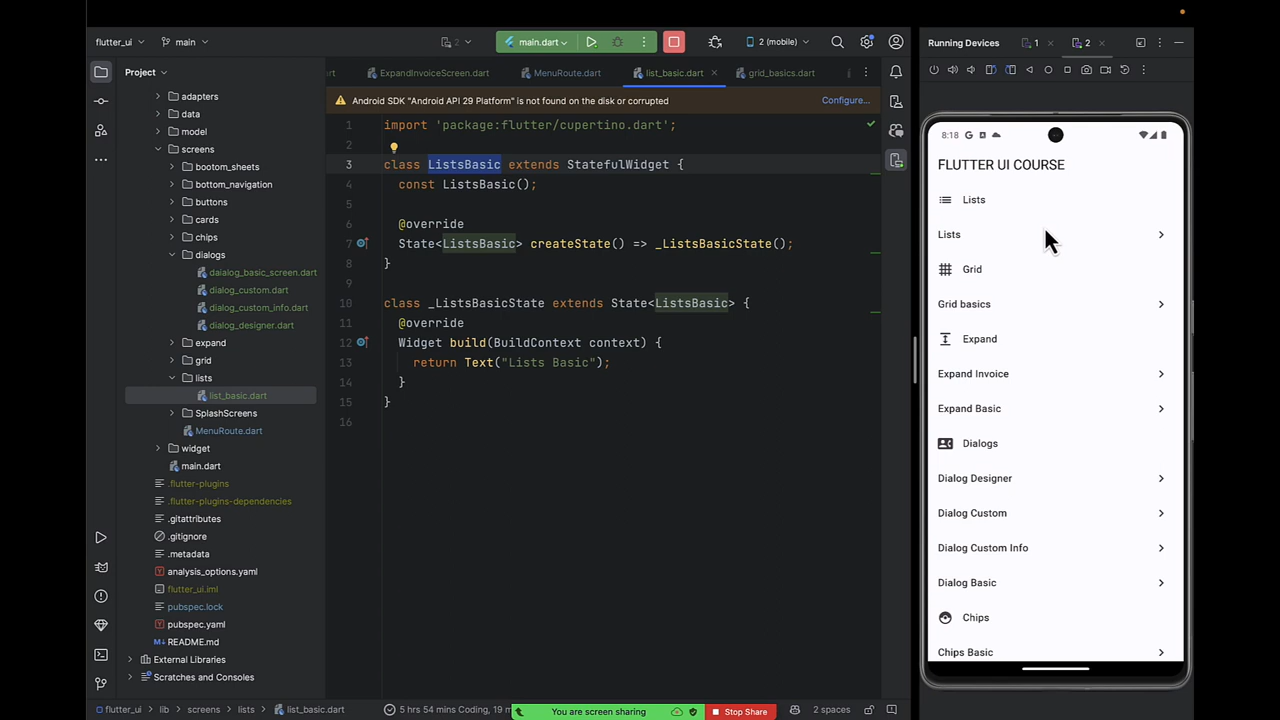 flutter_ui
main
2
main.dart
2 (mobile)
Running Devices
1
2
Project
ExpandInvoiceScreen.dart
MenuRoute.dart
list_basic.dart
grid_basics.dart
Android SDK "Android API 29 Platform" is not found on the disk or corrupted
Configure...
adapters
data
model
screens
bootom_sheets
bottom_navigation
buttons
cards
chips
dialogs
daialog_basic_screen.dart
dialog_custom.dart
dialog_custom_info.dart
dialog_designer.dart
expand
grid
lists
list_basic.dart
SplashScreens
MenuRoute.dart
widget
main.dart
.flutter-plugins
.flutter-plugins-dependencies
.gitattributes
.gitignore
.metadata
analysis_options.yaml
flutter_ui.iml
pubspec.lock
pubspec.yaml
README.md
External Libraries
Scratches and Consoles
1 import 'package:flutter/cupertino.dart';
2
3 class ListsBasic extends StatefulWidget {
4 const ListsBasic();
5
6 @override
7 State<ListsBasic> createState() => _ListsBasicState();
8 }
9
10 class _ListsBasicState extends State<ListsBasic> {
11 @override
12 Widget build(BuildContext context) {
13 return Text("Lists Basic");
14 }
15 }
16
8:18
FLUTTER UI COURSE
Lists
Lists
Grid
Grid basics
Expand
Expand Invoice
Expand Basic
Dialogs
Dialog Designer
Dialog Custom
Dialog Custom Info
Dialog Basic
Chips
Chips Basic
flutter_ui > lib > screens > lists > list_basic.dart
5 hrs 54 mins Coding, 19 m
You are screen sharing
Stop Share
2 spaces